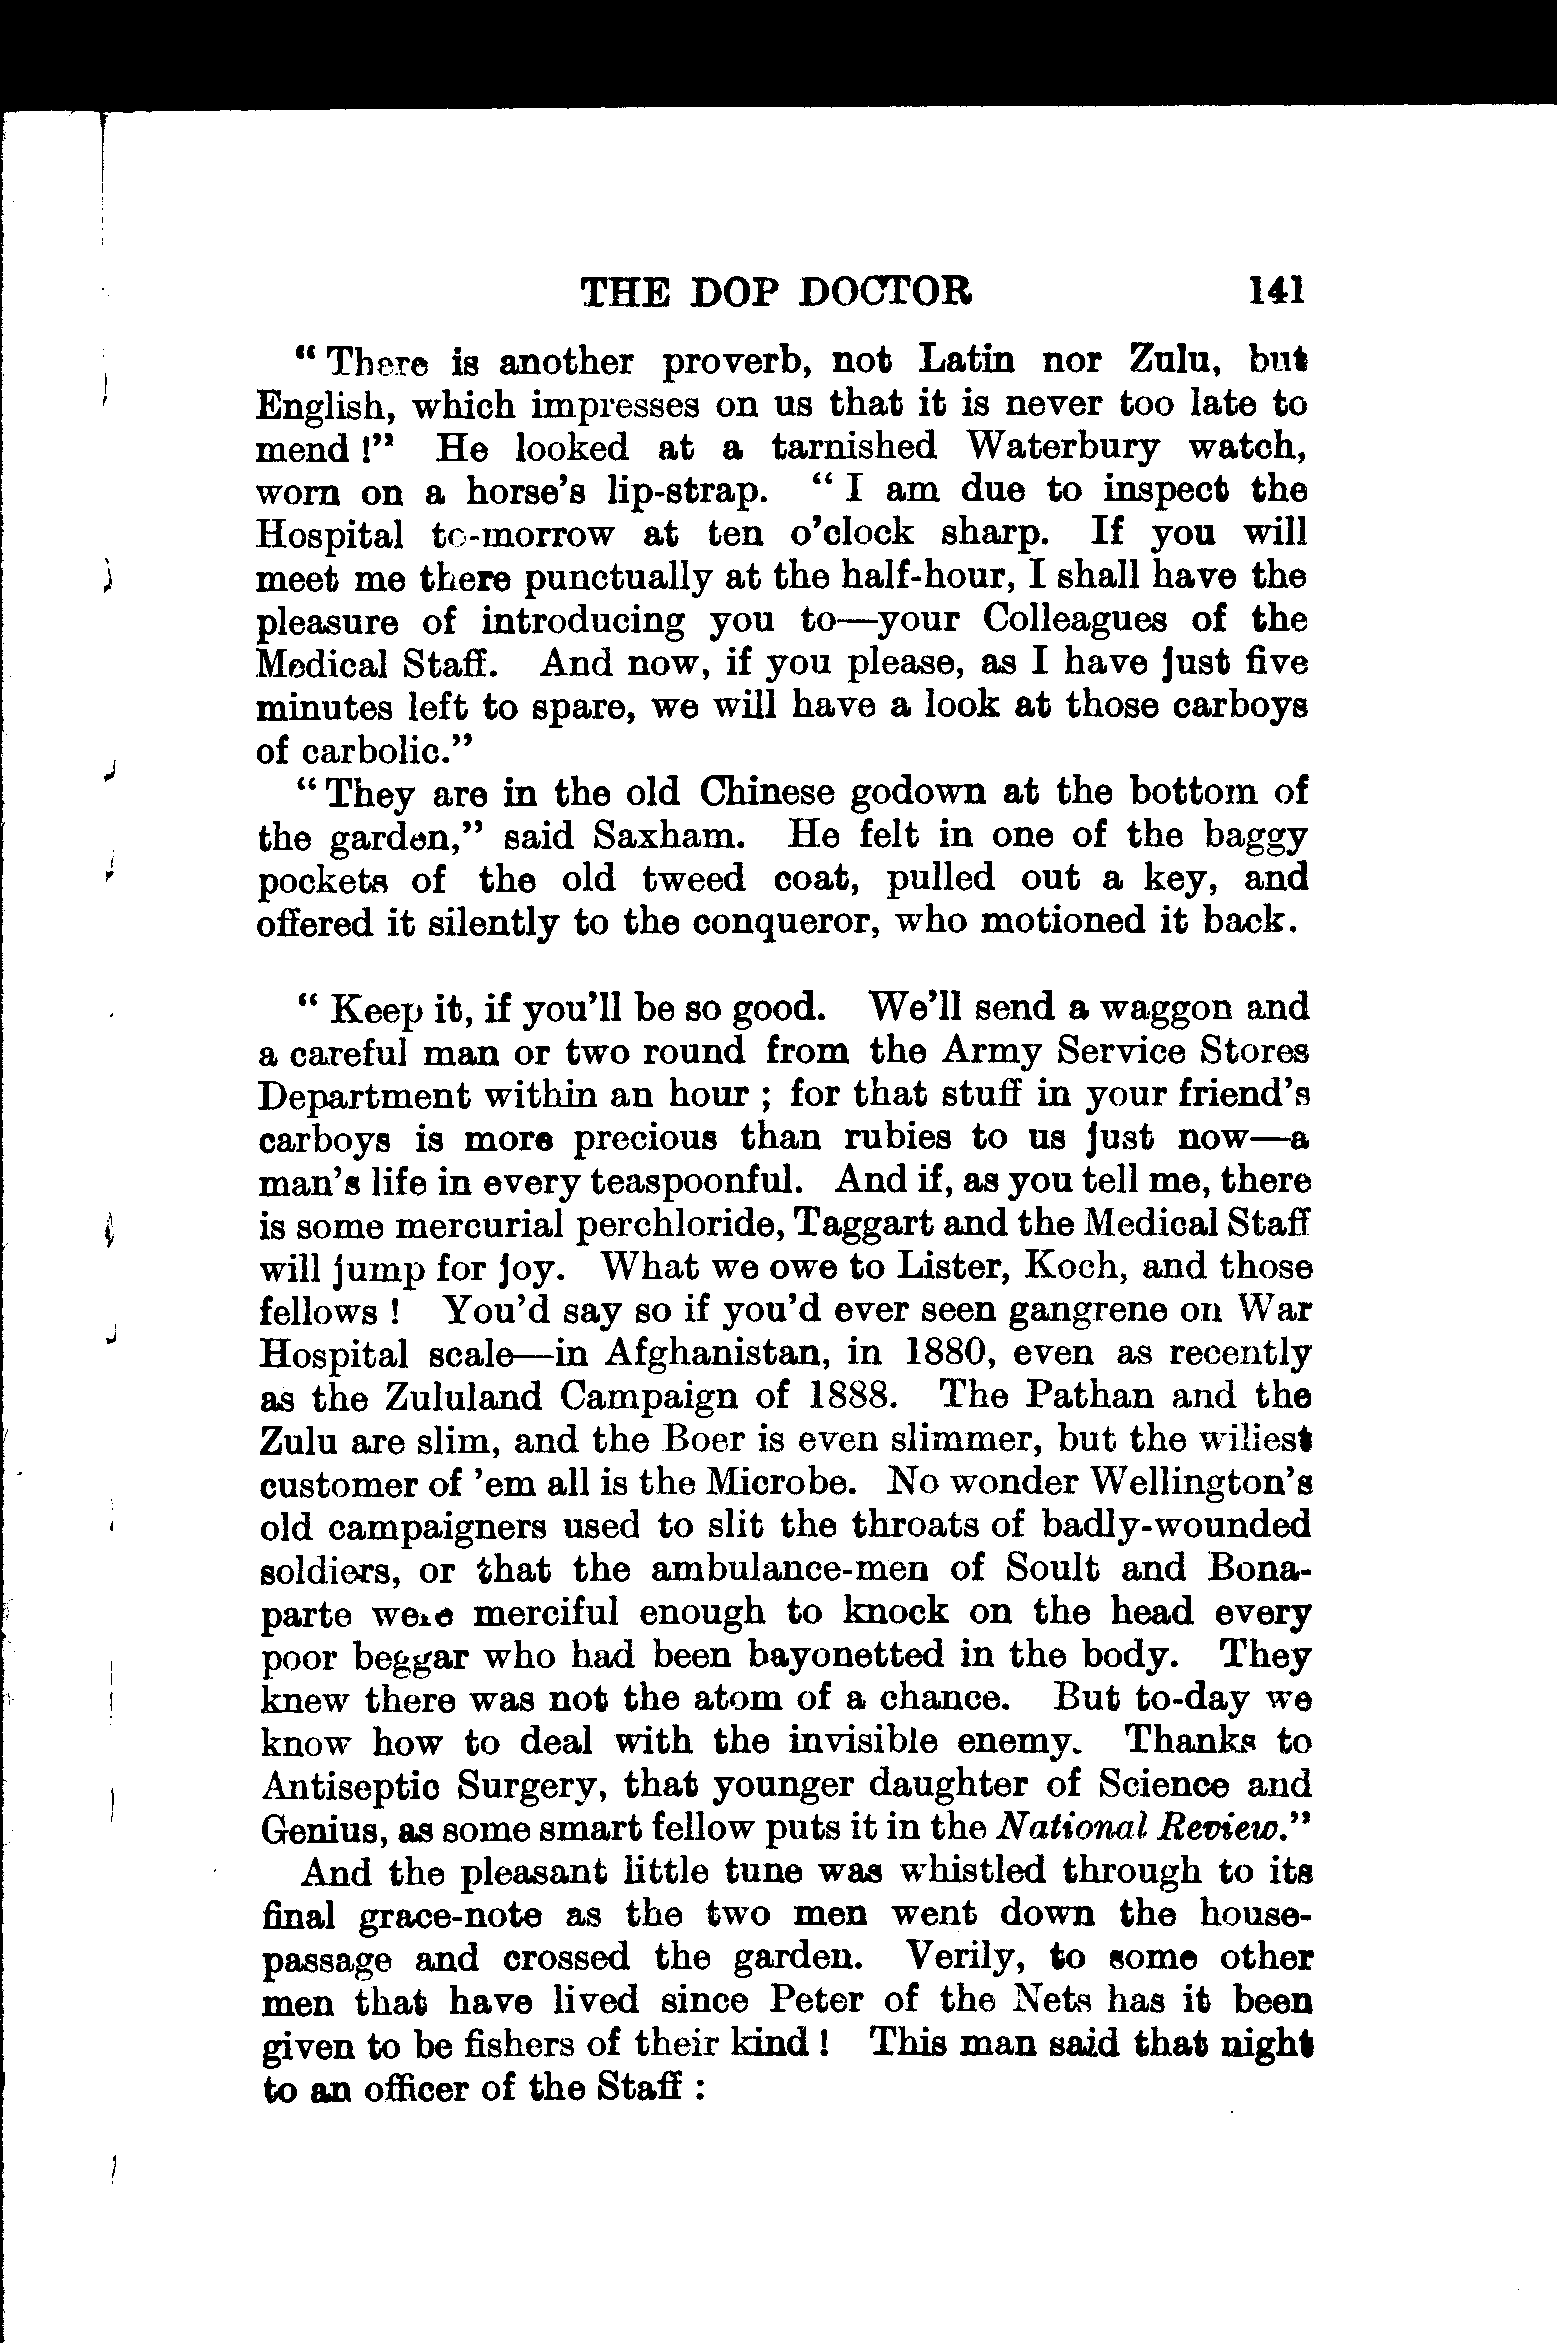 THE DOP DOCTOR 141
“There is another proverb, not Latin nor Zulu, but
English, which impresses on us that it is never too late to
mend!” He looked at a tarnished Waterbury watch,
worn on a horse’s lip-strap. “I am due to inspect the
Hospital to-morrow at ten o’clock sharp. If you will
meet me there punctually at the half-hour, I shall have the
pleasure of introducing you to—your Colleagues of the
Medical Staff. And now, if you please, as I have just five
minutes left to spare, we will have a look at those carboys
of carbolic.”
“They are in the old Chinese godown at the bottom of
the garden,” said Saxham. He felt in one of the baggy
pockets of the old tweed coat, pulled out a key, and
offered it silently to the conqueror, who motioned it back.
“Keep it, if you’ll be so good. We’ll send a waggon and
a careful man or two round from the Army Service Stores
Department within an hour; for that stuff in your friend’s
carboys is more precious than rubies to us just now—a
man’s life in every teaspoonful. And if, as you tell me, there
is some mercurial perchloride, Taggart and the Medical Staff
will jump for joy. What we owe to Lister, Koch, and those
fellows! You’d say so if you’d ever seen gangrene on War
Hospital scale—in Afghanistan, in 1880, even as recently
as the Zululand Campaign of 1888. The Pathan and the
Zulu are slim, and the Boer is even slimmer, but the wiliest
customer of ’em all is the Microbe. No wonder Wellington’s
old campaigners used to slit the throats of badly-wounded
soldiers, or that the ambulance-men of Soult and Bona-
parte were merciful enough to knock on the head every
poor beggar who had been bayonetted in the body. They
knew there was not the atom of a chance. But to-day we
know how to deal with the invisible enemy. Thanks to
Antiseptic Surgery, that younger daughter of Science and
Genius, as some smart fellow puts it in the National Review.”
And the pleasant little tune was whistled through to its
final grace-note as the two men went down the house-
passage and crossed the garden. Verily, to some other
men that have lived since Peter of the Nets has it been
given to be fishers of their kind! This man said that night
to an officer of the Staff: